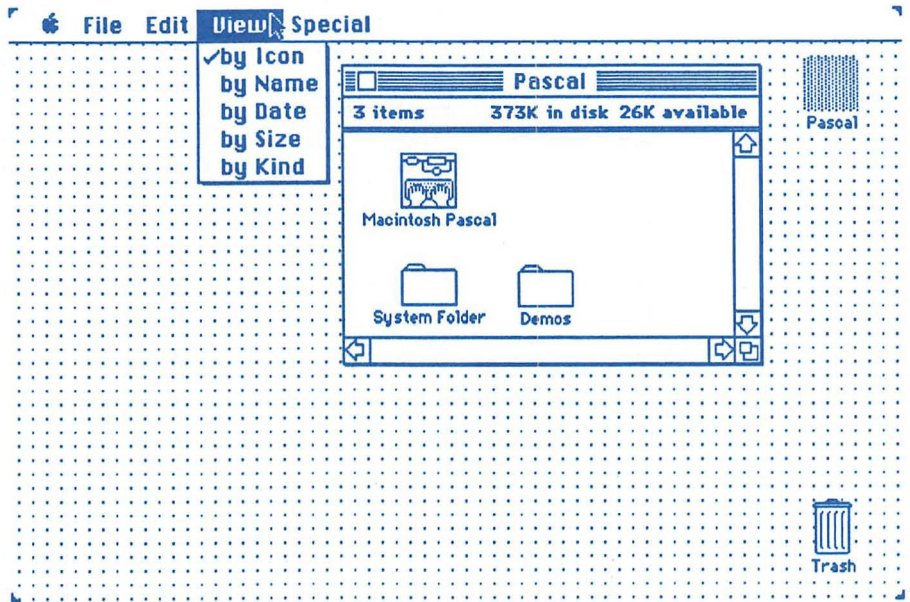 File Edit View Special
by Icon
by Name
by Date
by Size
by Kind
Pascal
3 items 373K in disk 26K available
Macintosh Pascal
System Folder Demos
Pascal
Trash